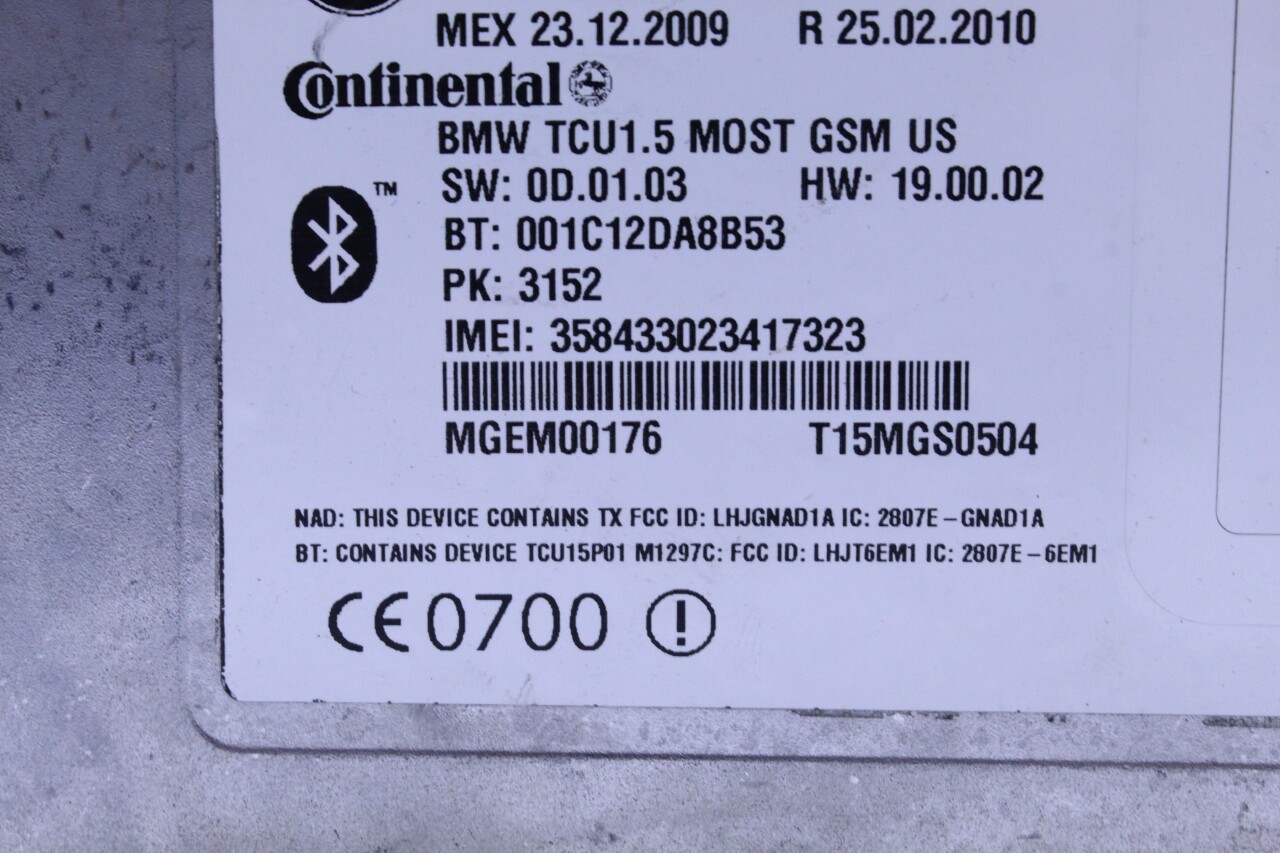 MEX 23.12.2009 R 25.02.2010
Continental
BMW TCU1.5 MOST GSM US
SW: 0D.01.03 HW: 19.00.02
TM
BT: 001C12DA8B53
PK: 3152
IMEI: 358433023417323
MGEM00176 T15MGS0504
NAD: THIS DEVICE CONTAINS TX FCC ID: LHJGNAD1A IC: 2807E-GNAD1A
BT: CONTAINS DEVICE TCU15P01 M1297C: FCC ID: LHJT6EM1 IC: 2807E-6EM1
CE0700